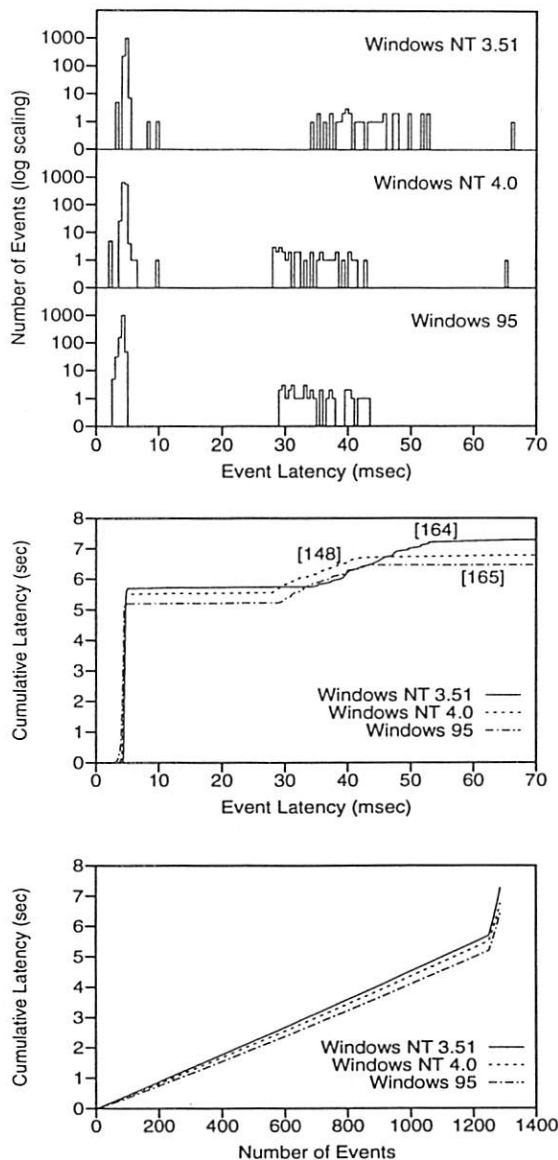 Number of Events (log scaling)
Windows NT 3.51
1000
100
10
1
0
Windows NT 4.0
1000
100
10
1
0
Windows 95
1000
100
10
1
0
0 10 20 30 40 50 60 70
Event Latency (msec)
Cumulative Latency (sec)
8
7
6
5
4
3
2
1
0
[148]
[164]
[165]
Windows NT 3.51
Windows NT 4.0
Windows 95
0 10 20 30 40 50 60 70
Event Latency (msec)
Cumulative Latency (sec)
8
7
6
5
4
3
2
1
0
Windows NT 3.51
Windows NT 4.0
Windows 95
0 200 400 600 800 1000 1200 1400
Number of Events